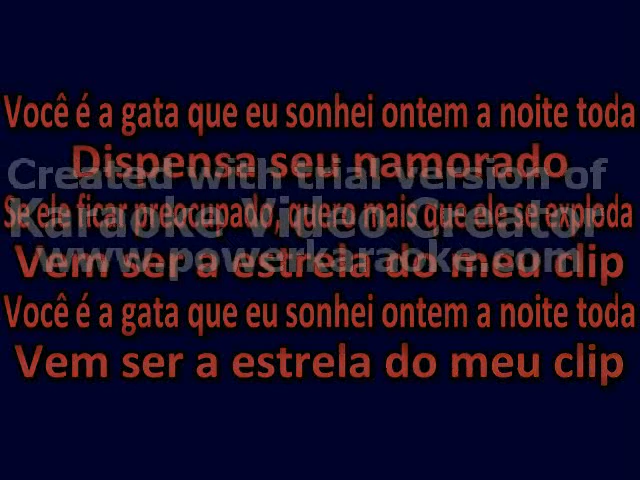 Você é a gata que eu sonhei ontem a noite toda
Dispensa seu namorado
Created with trial version of
Se ele ficar preocupado, quero mais que ele se exploda
Karaoke Video Creator
Vem ser a estrela do meu clip
www.powerkaraoke.com
Você é a gata que eu sonhei ontem a noite toda
Vem ser a estrela do meu clip